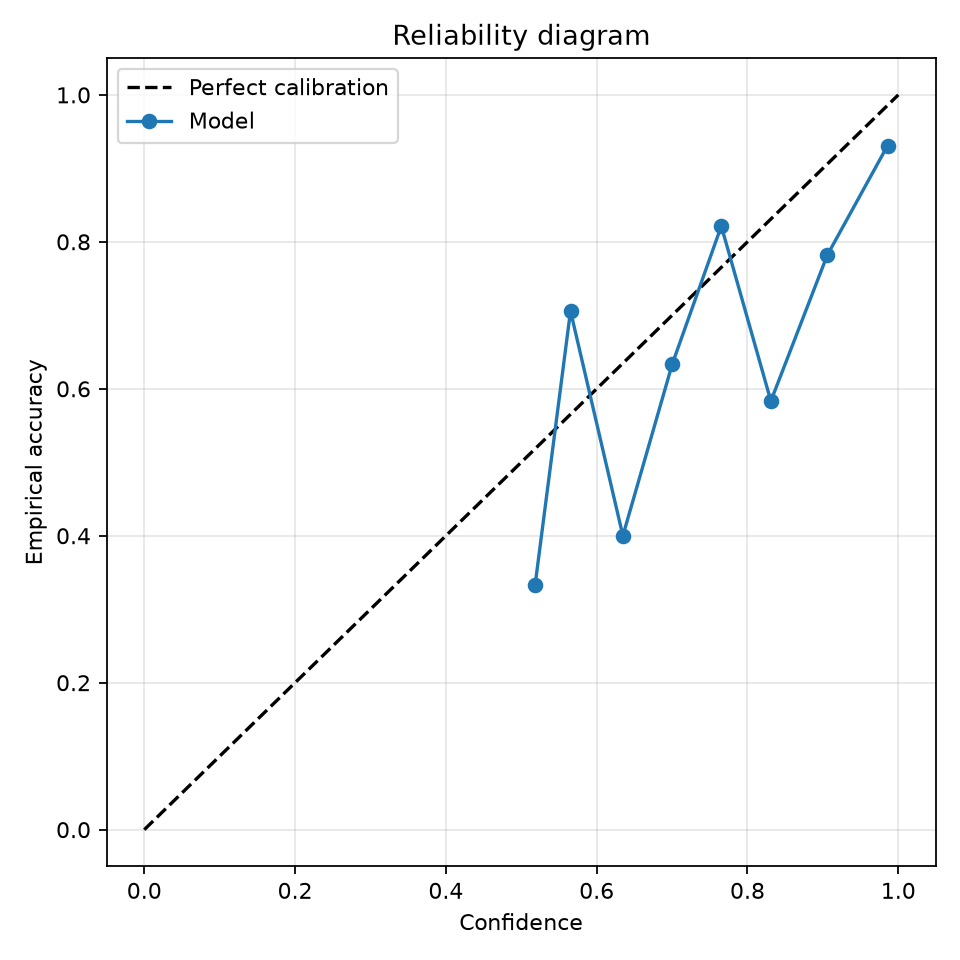 Reliability diagram
Perfect calibration
Model
1.0
0.8
0.6
0.4
0.2
0.0
Empirical accuracy
0.0 0.2 0.4 0.6 0.8 1.0
Confidence